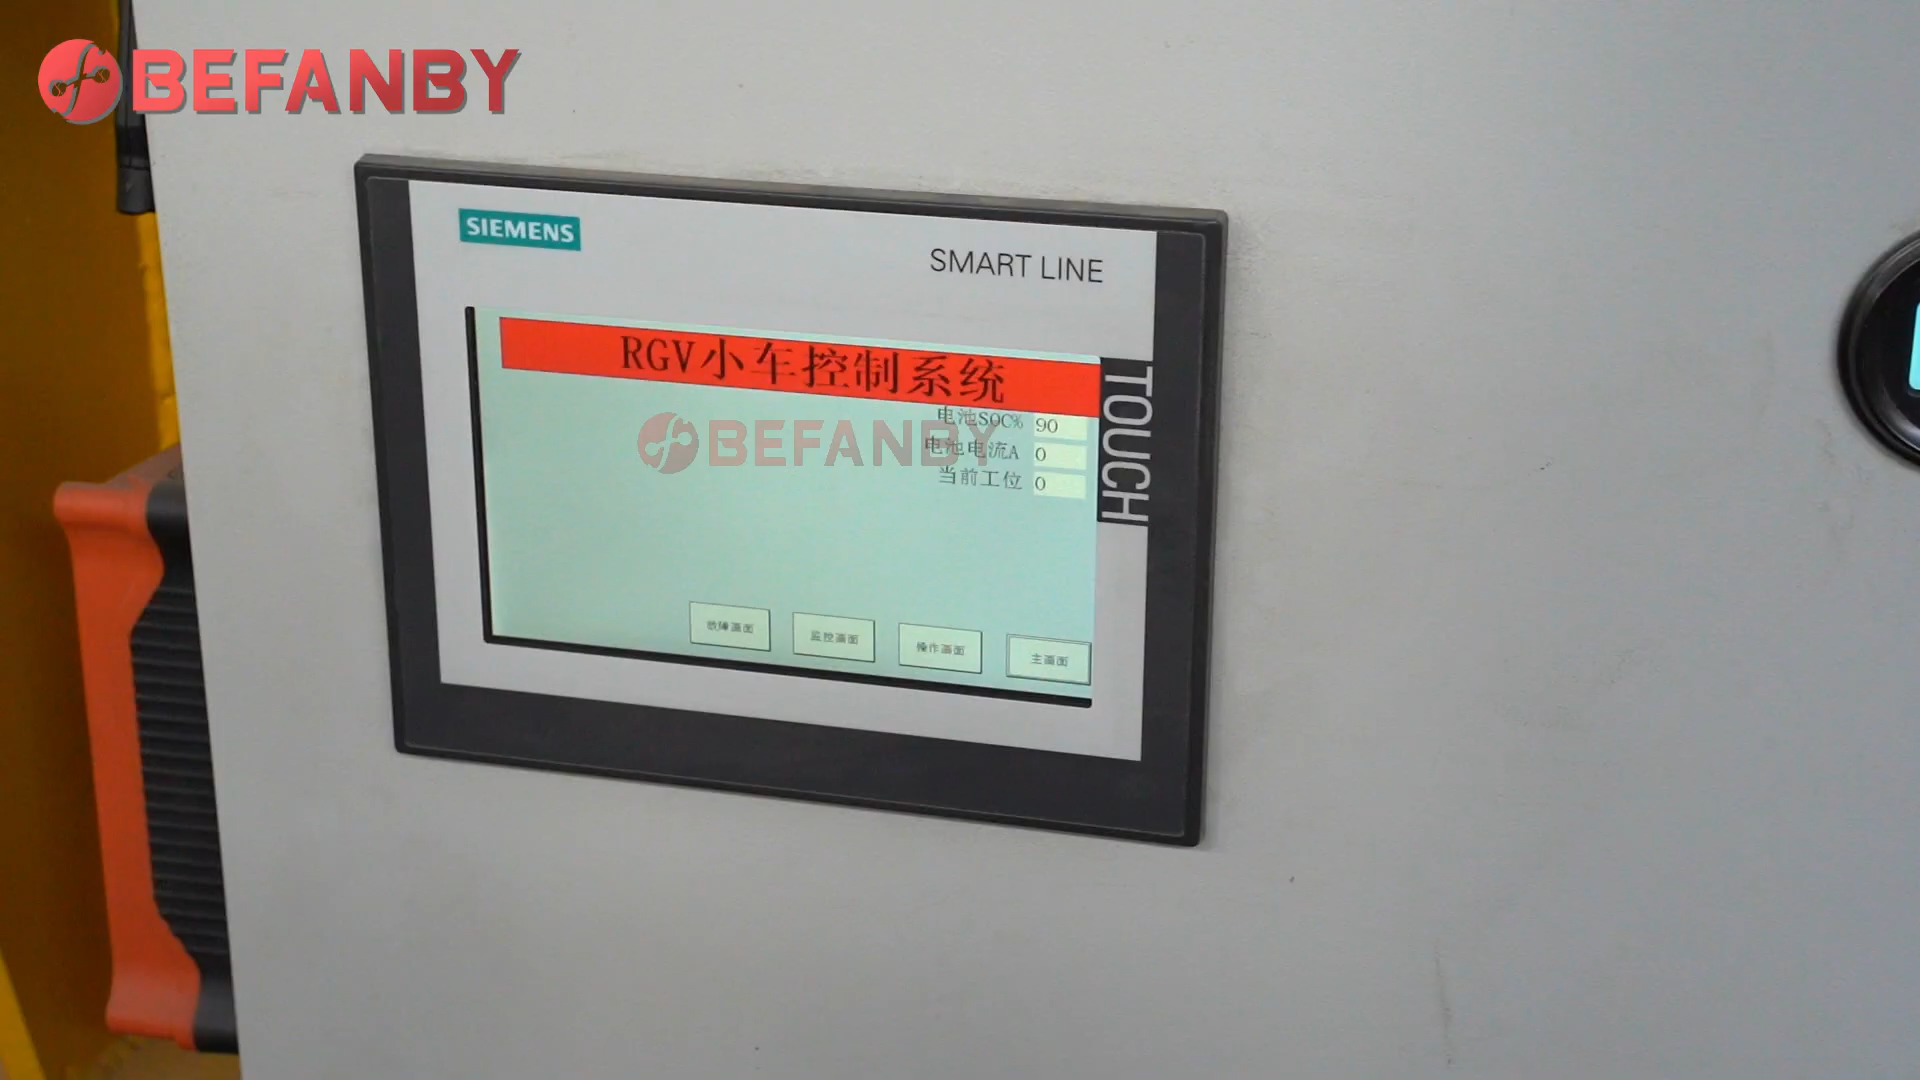 BEFANBY
SIEMENS
SMART LINE
TOUCH
RGV小车控制系统
电池SOC% 90
BEFANBY
电池电流A 0
当前工位 0
故障画面 监控画面 操作画面 主画面